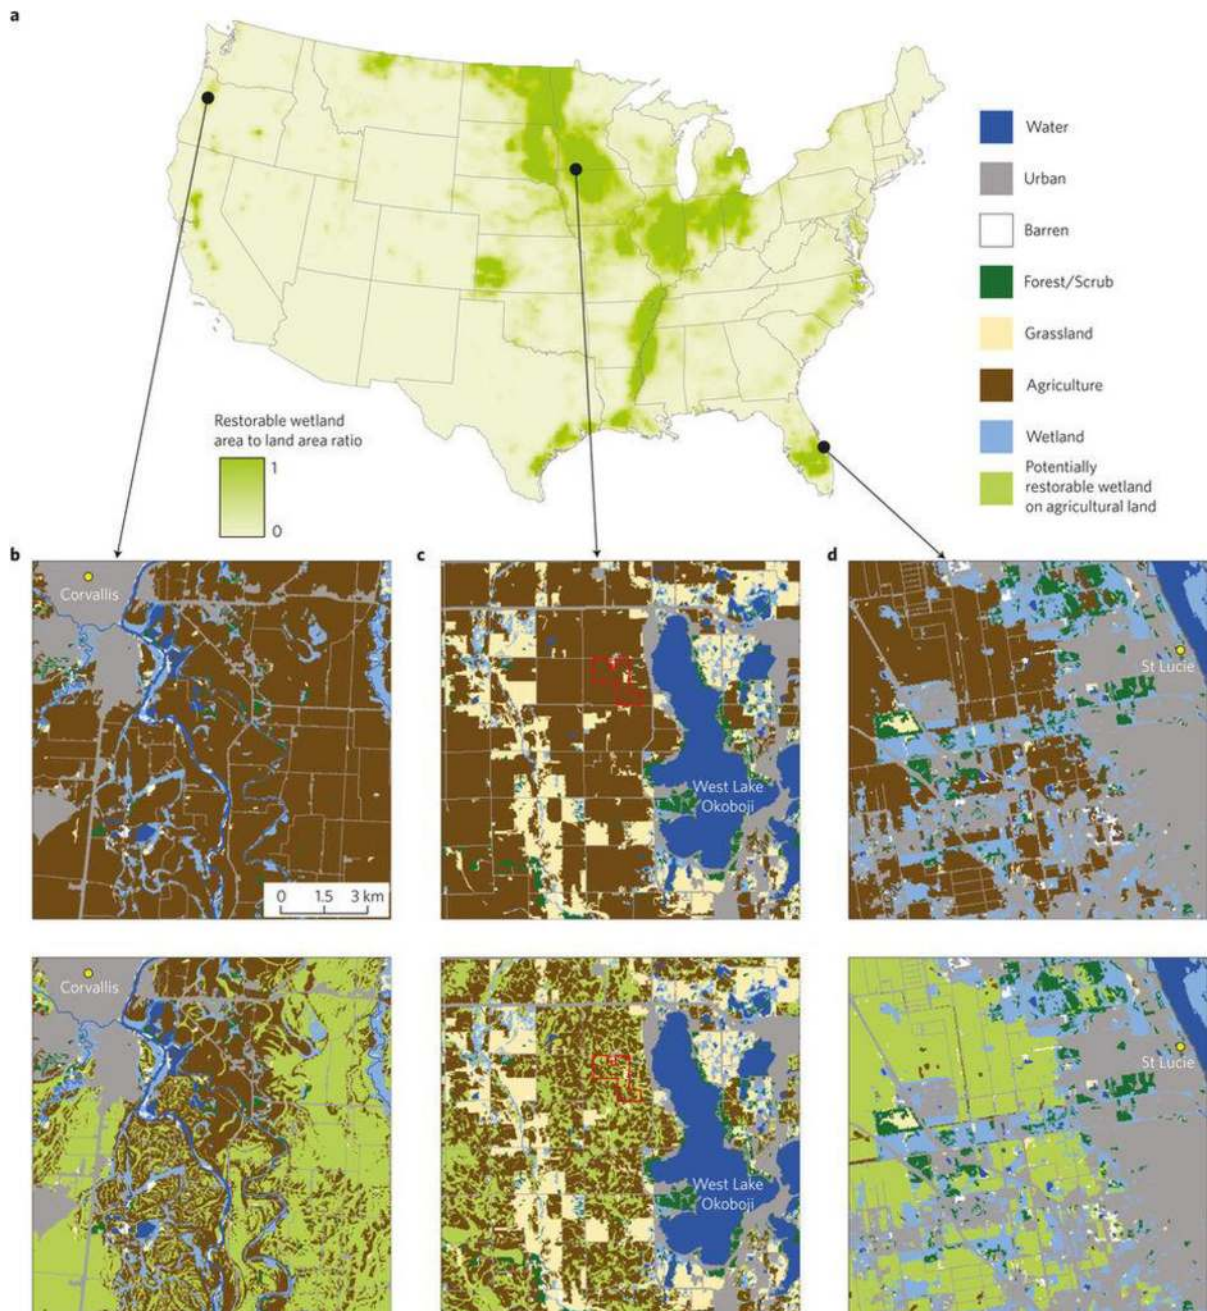 a
Water
Urban
Barren
Forest/Scrub
Grassland
Agriculture
Wetland
Potentially
restorable wetland
on agricultural land
Restorable wetland
area to land area ratio
1
0
b
Corvallis
0 1.5 3 km
c
West Lake
Okoboji
d
St Lucie
Corvallis
West Lake
Okoboji
St Lucie